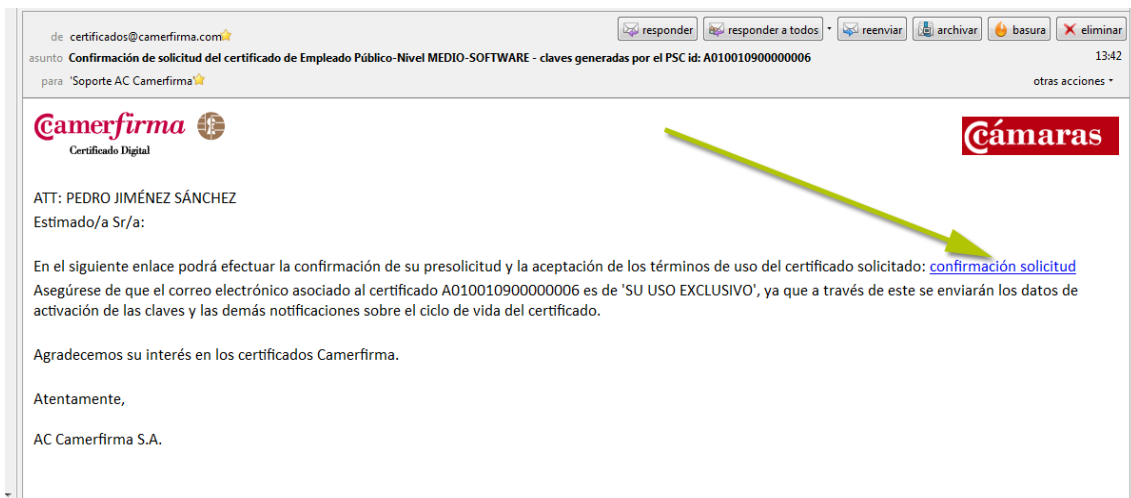 de certificados@camerfirma.com
responder responder a todos reenviar archivar basura eliminar
asunto Confirmación de solicitud del certificado de Empleado Público-Nivel MEDIO-SOFTWARE - claves generadas por el PSC id: A010010900000006 13:42
para 'Soporte AC Camerfirma' otras acciones
Camerfirma
Certificado Digital
Cámaras
ATT: PEDRO JIMÉNEZ SÁNCHEZ
Estimado/a Sr/a:
En el siguiente enlace podrá efectuar la confirmación de su presolicitud y la aceptación de los términos de uso del certificado solicitado: confirmación solicitud
Asegúrese de que el correo electrónico asociado al certificado A010010900000006 es de 'SU USO EXCLUSIVO', ya que a través de este se enviarán los datos de
activación de las claves y las demás notificaciones sobre el ciclo de vida del certificado.
Agradecemos su interés en los certificados Camerfirma.
Atentamente,
AC Camerfirma S.A.